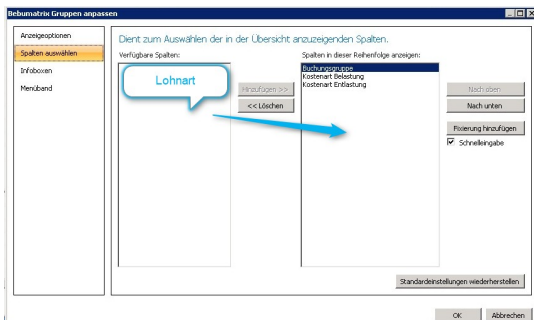 Bebumatrix Gruppen anpassen
Anzeigeoptionen
Spalten auswählen
Infoboxen
Menüband
Dient zum Auswählen der in der Übersicht anzuzeigenden Spalten.
Verfügbare Spalten:
Lohnart
Hinzufügen >>
<< Löschen
Spalten in dieser Reihenfolge anzeigen:
Buchungsgruppe
Kostenart Belastung
Kostenart Entlastung
Nach oben
Nach unten
Fixierung hinzufügen
Schnelleingabe
Standardeinstellungen wiederherstellen
OK
Abbrechen